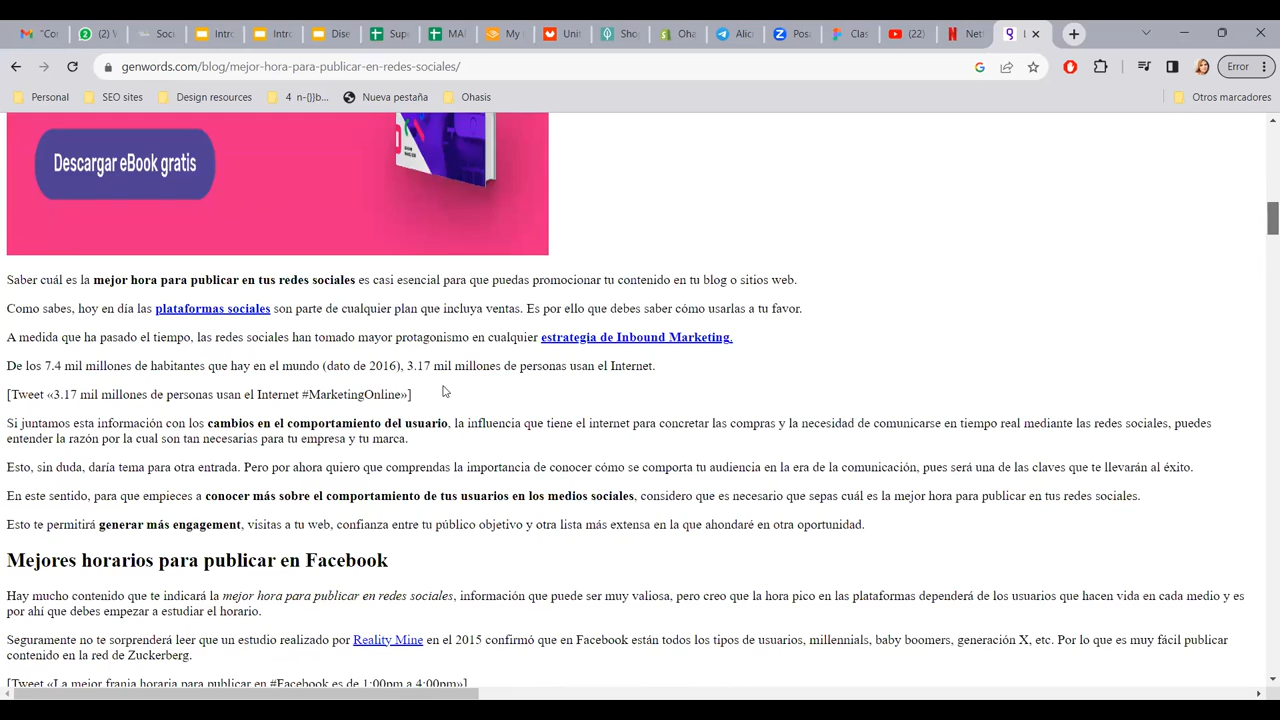 "Co
(2) V
Soci
Intro
Intro
Dise
Sup
MA
My
Unit
Sho
Oha
Alic
Posa
Clas
(22)
Net
genwords.com/blog/mejor-hora-para-publicar-en-redes-sociales/
Error
Personal
SEO sites
Design resources
4 n-{}}b...
Nueva pestaña
Ohasis
Otros marcadores
Descargar eBook gratis
Saber cuál es la mejor hora para publicar en tus redes sociales es casi esencial para que puedas promocionar tu contenido en tu blog o sitios web.
Como sabes, hoy en día las plataformas sociales son parte de cualquier plan que incluya ventas. Es por ello que debes saber cómo usarlas a tu favor.
A medida que ha pasado el tiempo, las redes sociales han tomado mayor protagonismo en cualquier estrategia de Inbound Marketing.
De los 7.4 mil millones de habitantes que hay en el mundo (dato de 2016), 3.17 mil millones de personas usan el Internet.
[Tweet «3.17 mil millones de personas usan el Internet #MarketingOnline»]
Si juntamos esta información con los cambios en el comportamiento del usuario, la influencia que tiene el internet para concretar las compras y la necesidad de comunicarse en tiempo real mediante las redes sociales, puedes
entender la razón por la cual son tan necesarias para tu empresa y tu marca.
Esto, sin duda, daría tema para otra entrada. Pero por ahora quiero que comprendas la importancia de conocer cómo se comporta tu audiencia en la era de la comunicación, pues será una de las claves que te llevarán al éxito.
En este sentido, para que empieces a conocer más sobre el comportamiento de tus usuarios en los medios sociales, considero que es necesario que sepas cuál es la mejor hora para publicar en tus redes sociales.
Esto te permitirá generar más engagement, visitas a tu web, confianza entre tu público objetivo y otra lista más extensa en la que ahondaré en otra oportunidad.
Mejores horarios para publicar en Facebook
Hay mucho contenido que te indicará la mejor hora para publicar en redes sociales, información que puede ser muy valiosa, pero creo que la hora pico en las plataformas dependerá de los usuarios que hacen vida en cada medio y es
por ahí que debes empezar a estudiar el horario.
Seguramente no te sorprenderá leer que un estudio realizado por Reality Mine en el 2015 confirmó que en Facebook están todos los tipos de usuarios, millennials, baby boomers, generación X, etc. Por lo que es muy fácil publicar
contenido en la red de Zuckerberg.
[Tweet «La mejor franja horaria para publicar en #Facebook es de 1:00pm a 4:00pm»]